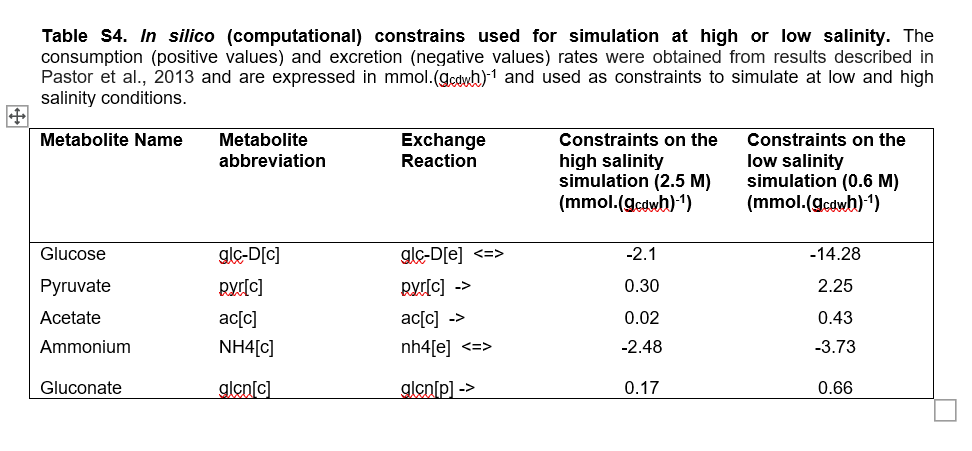 Table S4. In silico (computational) constrains used for simulation at high or low salinity. The
consumption (positive values) and excretion (negative values) rates were obtained from results described in
Pastor et al., 2013 and are expressed in mmol.(gcdwh)-1 and used as constraints to simulate at low and high
salinity conditions.
Metabolite Name Metabolite abbreviation Exchange Reaction Constraints on the high salinity simulation (2.5 M) (mmol.(gcdwh)-1) Constraints on the low salinity simulation (0.6 M) (mmol.(gcdwh)-1)
Glucose glc-D[c] glc-D[e] <=> -2.1 -14.28
Pyruvate pyr[c] pyr[c] -> 0.30 2.25
Acetate ac[c] ac[c] -> 0.02 0.43
Ammonium NH4[c] nh4[e] <=> -2.48 -3.73
Gluconate glcn[c] glcn[p] -> 0.17 0.66